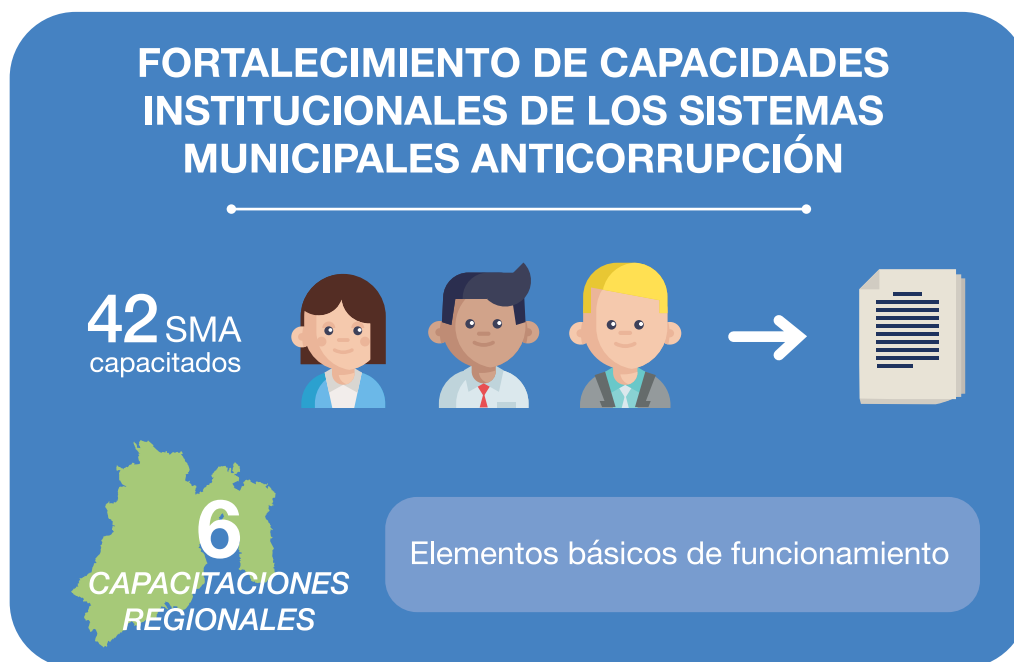 FORTALECIMIENTO DE CAPACIDADES
INSTITUCIONALES DE LOS SISTEMAS
MUNICIPALES ANTICORRUPCIÓN
42 SMA
capacitados
6
CAPACITACIONES
REGIONALES
Elementos básicos de funcionamiento